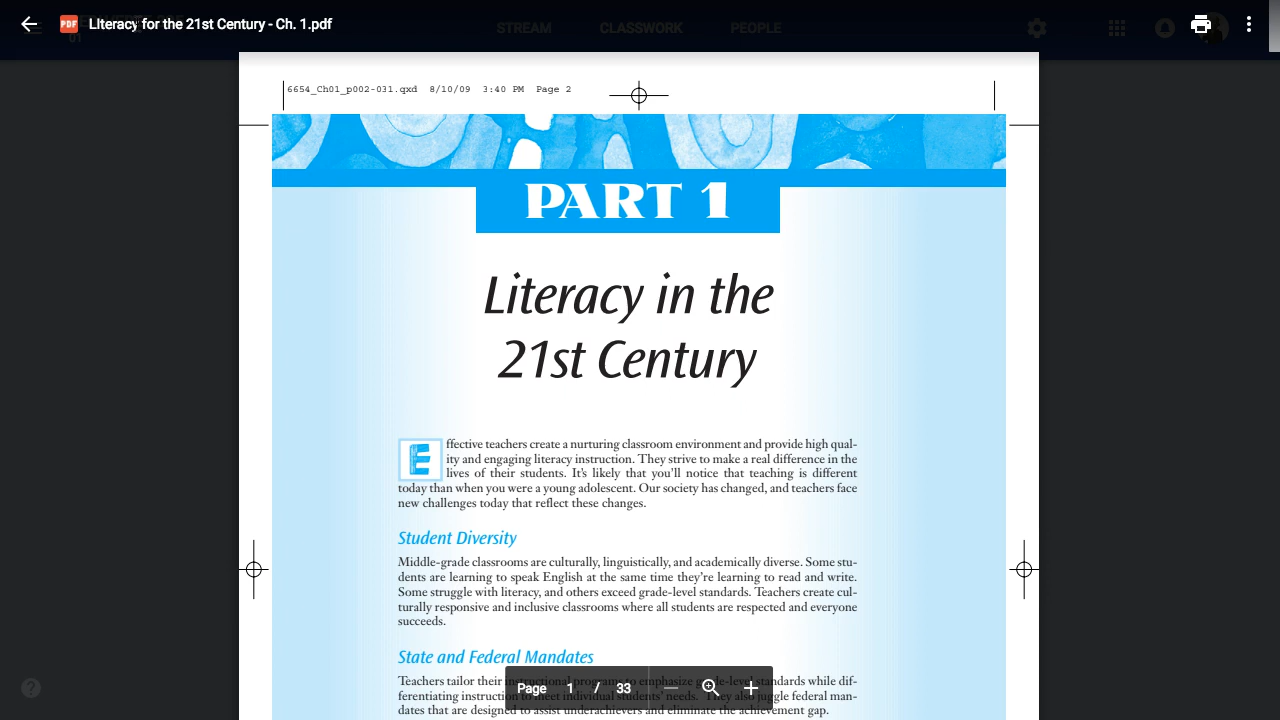 PDF LIteracy for the 21st Century - Ch. 1.pdf
STREAM CLASSWORK PEOPLE
6654_Ch01_p002-031.qxd 8/10/09 3:40 PM Page 2
PART 1
Literacy in the
21st Century
Effective teachers create a nurturing classroom environment and provide high qual-
ity and engaging literacy instruction. They strive to make a real difference in the
lives of their students. It's likely that you'll notice that teaching is different
today than when you were a young adolescent. Our society has changed, and teachers face
new challenges today that reflect these changes.
Student Diversity
Middle-grade classrooms are culturally, linguistically, and academically diverse. Some stu-
dents are learning to speak English at the same time they're learning to read and write.
Some struggle with literacy, and others exceed grade-level standards. Teachers create cul-
turally responsive and inclusive classrooms where all students are respected and everyone
succeeds.
State and Federal Mandates
Teachers tailor their instructional programs to emphasize grade-level standards while dif-
ferentiating instruction to meet individual students' needs. They also juggle federal man-
dates that are designed to assist underachievers and eliminate the achievement gap.
Page 1 / 33